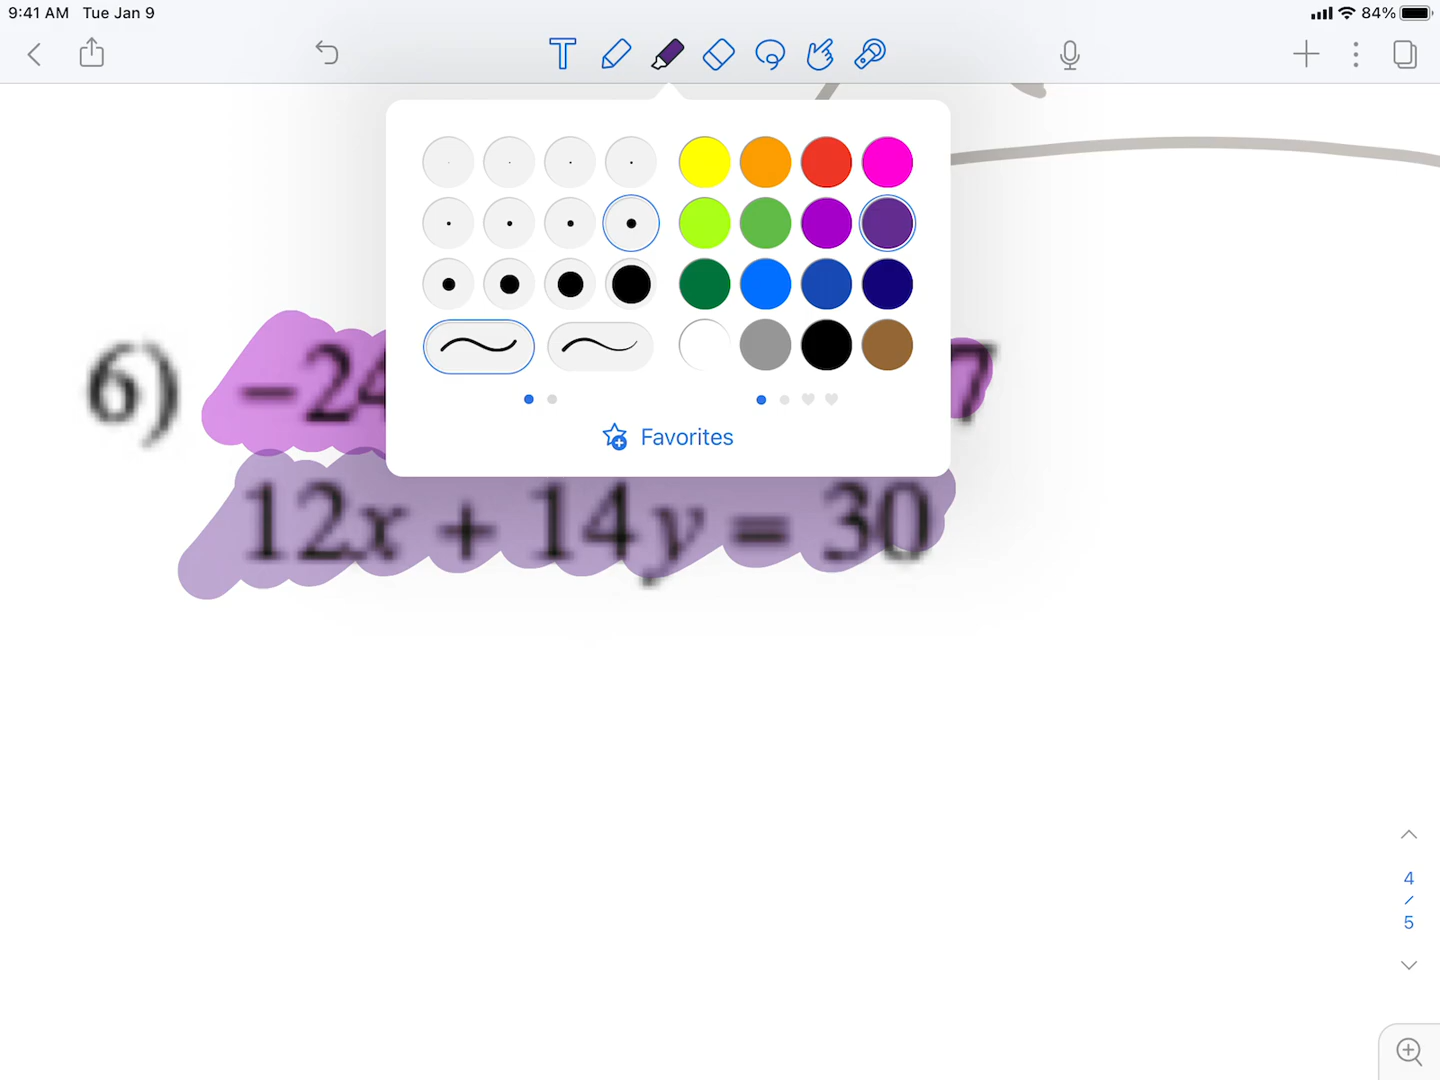 9:41 AM Tue Jan 9
84%
T
Favorites
6) −24 7
12x + 14y = 30
4
/
5